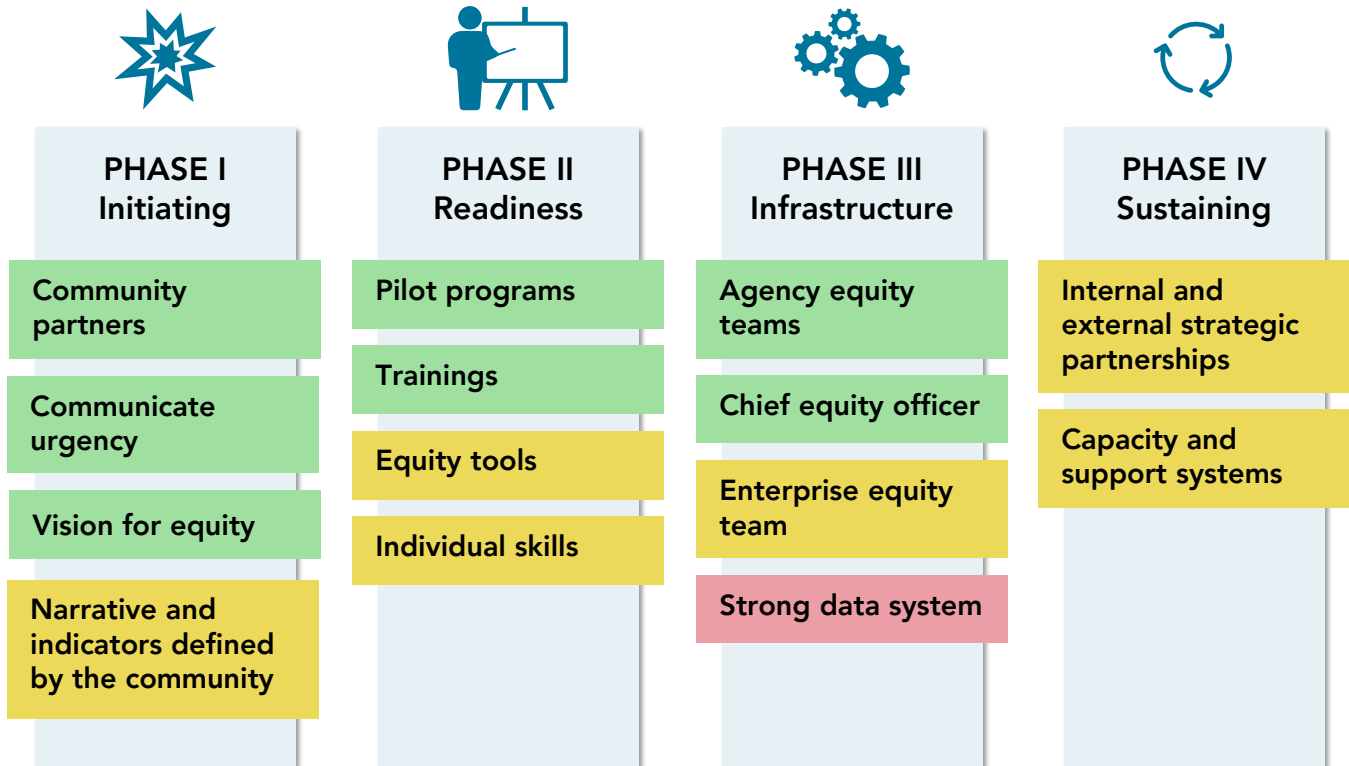 PHASE I
Initiating
Community
partners
Communicate
urgency
Vision for equity
Narrative and
indicators defined
by the community
PHASE II
Readiness
Pilot programs
Trainings
Equity tools
Individual skills
PHASE III
Infrastructure
Agency equity
teams
Chief equity officer
Enterprise equity
team
Strong data system
PHASE IV
Sustaining
Internal and
external strategic
partnerships
Capacity and
support systems